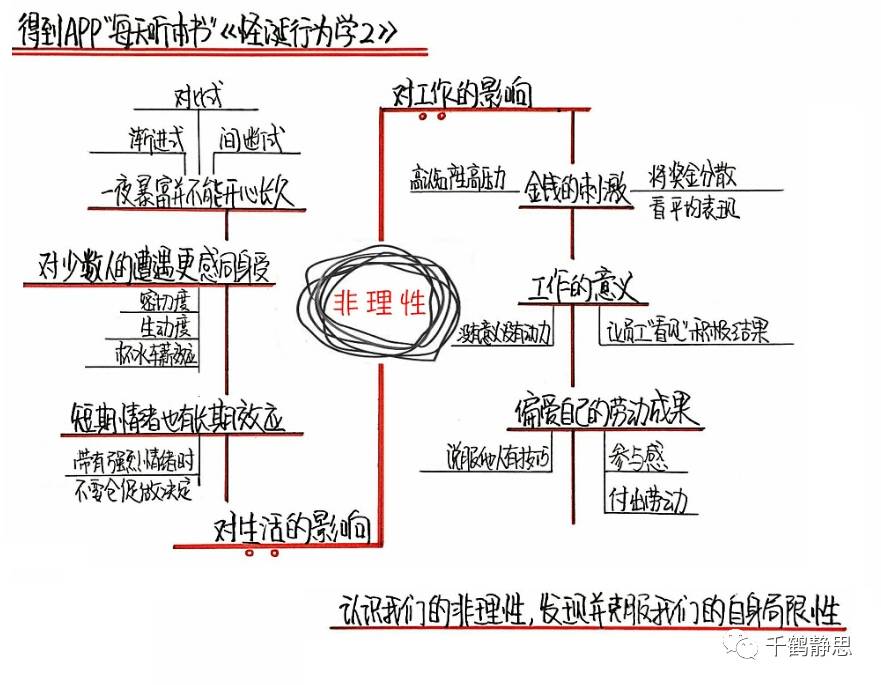 得到APP"每天听本书"《怪诞行为学2》
非理性
对工作的影响
金钱的刺激
高激励产生高压力
将奖金分散
看平均表现
工作的意义
没有意义没有动力
让员工"看见"积极结果
偏爱自己的劳动成果
说服他人有技巧
参与感
付出劳动
对生活的影响
对比式
渐进式
间断式
一夜暴富并不能开心长久
对少数人的遭遇更感同身受
密切度
生动度
杯水车薪效应
短期情绪也有长期效应
带有强烈情绪时
不要仓促做决定
认识我们的非理性,发现并克服我们的自身局限性
千鹤静思